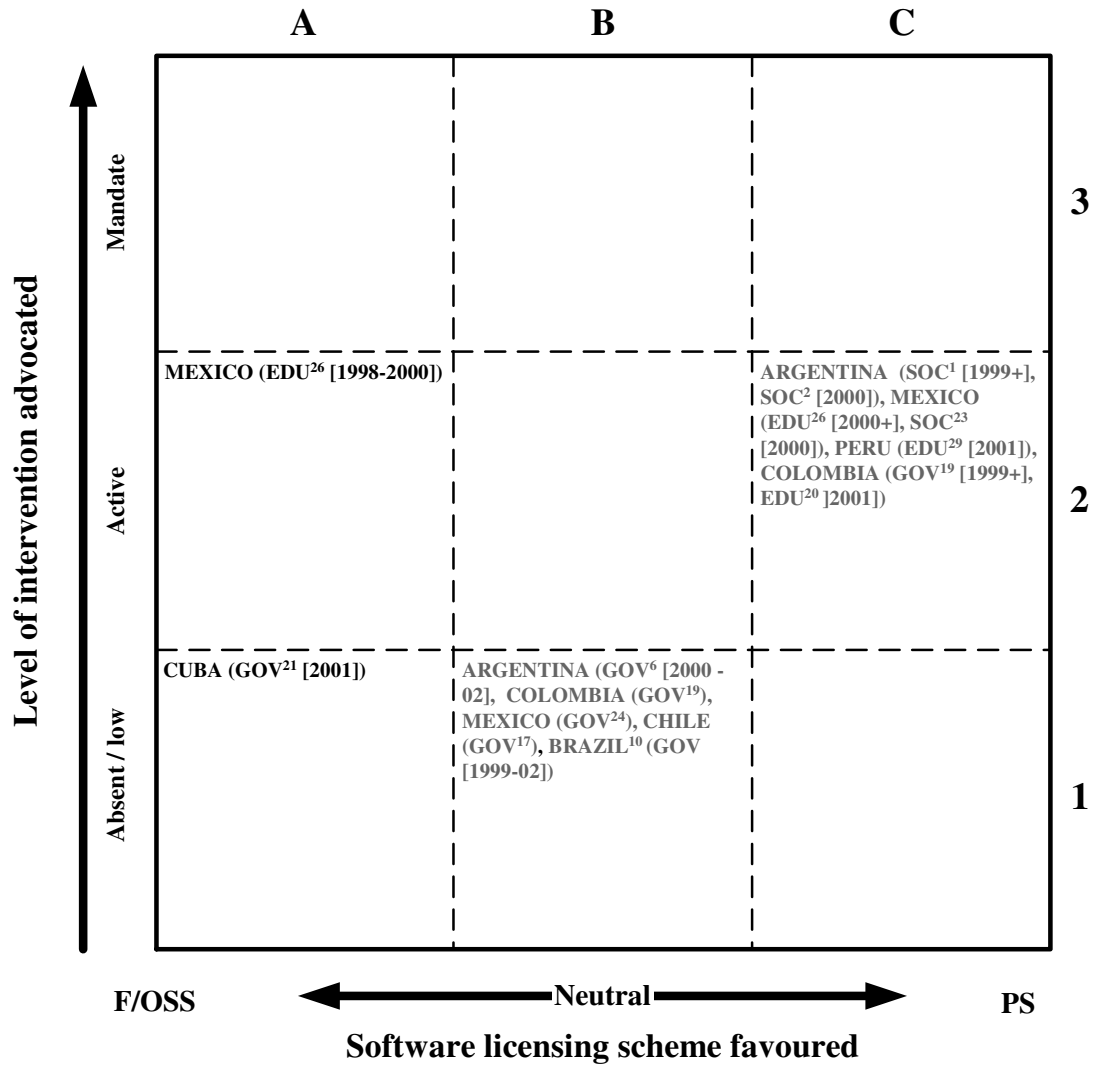 A B C
Level of intervention advocated
Mandate
Active
Absent / low
3
2
1
MEXICO (EDU²⁶ [1998-2000])
ARGENTINA (SOC¹ [1999+],
SOC² [2000]), MEXICO
(EDU²⁶ [2000+], SOC²³
[2000]), PERU (EDU²⁹ [2001]),
COLOMBIA (GOV¹⁹ [1999+],
EDU²⁰ ]2001])
CUBA (GOV²¹ [2001])
ARGENTINA (GOV⁶ [2000 -
02], COLOMBIA (GOV¹⁹),
MEXICO (GOV²⁴), CHILE
(GOV¹⁷), BRAZIL¹⁰ (GOV
[1999-02])
F/OSS Neutral PS
Software licensing scheme favoured